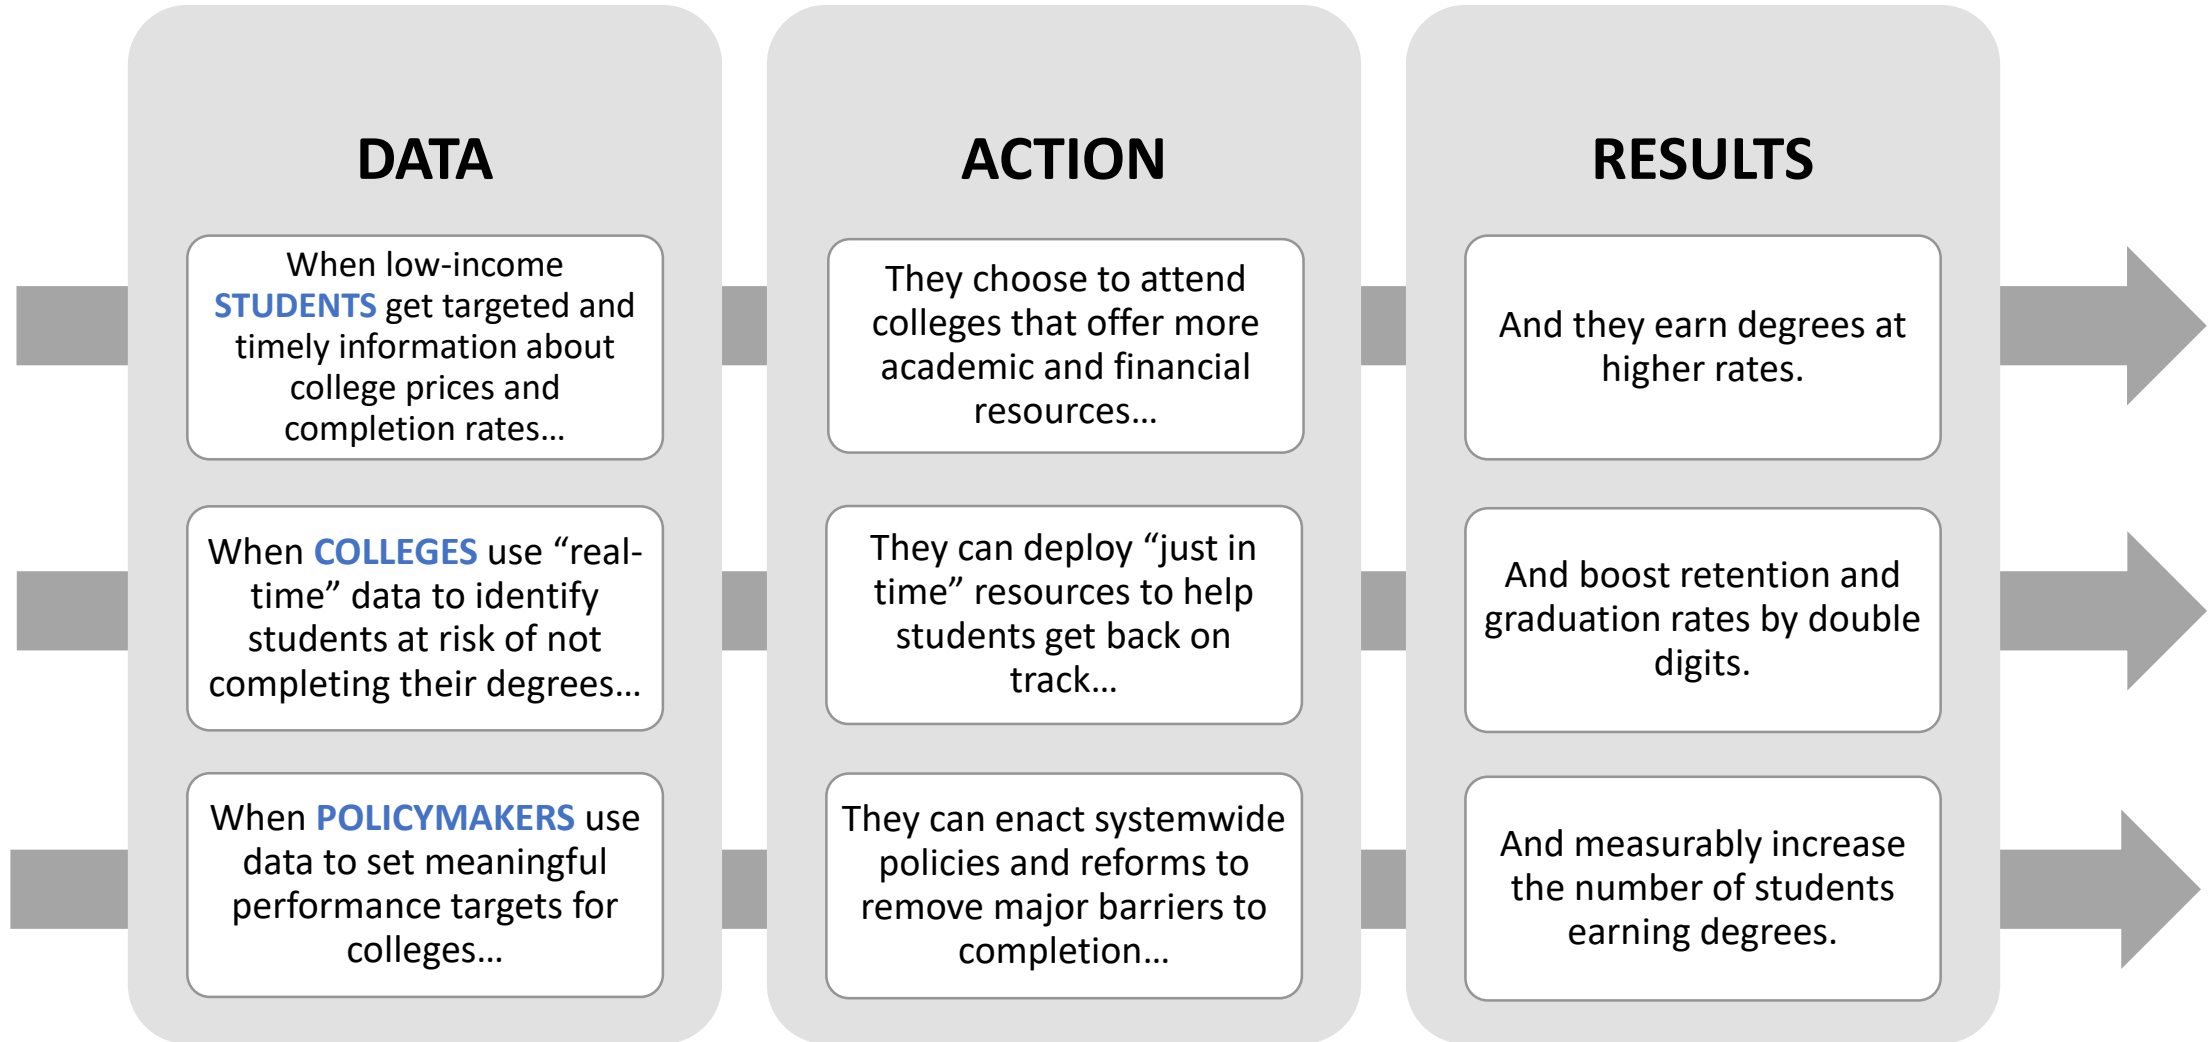 DATA
When low-income
STUDENTS get targeted and
timely information about
college prices and
completion rates…
When COLLEGES use “real-
time” data to identify
students at risk of not
completing their degrees…
When POLICYMAKERS use
data to set meaningful
performance targets for
colleges…
ACTION
They choose to attend
colleges that offer more
academic and financial
resources…
They can deploy “just in
time” resources to help
students get back on
track…
They can enact systemwide
policies and reforms to
remove major barriers to
completion…
RESULTS
And they earn degrees at
higher rates.
And boost retention and
graduation rates by double
digits.
And measurably increase
the number of students
earning degrees.